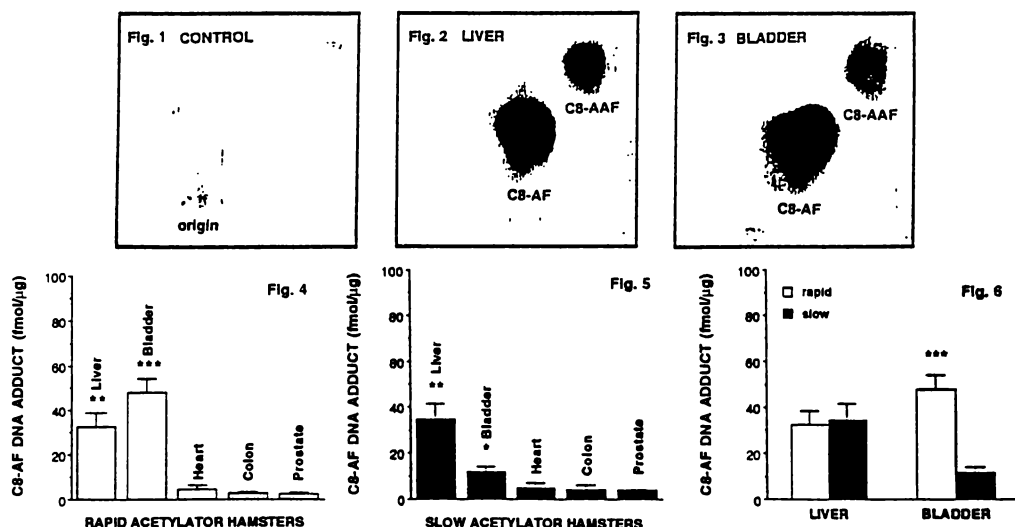 Fig. 1 CONTROL
origin
Fig. 2 LIVER
C8-AAF
C8-AF
Fig. 3 BLADDER
C8-AAF
C8-AF
Fig. 4
C8-AF DNA ADDUCT (fmol/µg)
100
80
60
40
20
0
** Liver
*** Bladder
Heart
Colon
Prostate
RAPID ACETYLATOR HAMSTERS
Fig. 5
C8-AF DNA ADDUCT (fmol/µg)
100
80
60
40
20
0
** Liver
* Bladder
Heart
Colon
Prostate
SLOW ACETYLATOR HAMSTERS
Fig. 6
C8-AF DNA ADDUCT (fmol/µg)
100
80
60
40
20
0
rapid
slow
***
LIVER
BLADDER